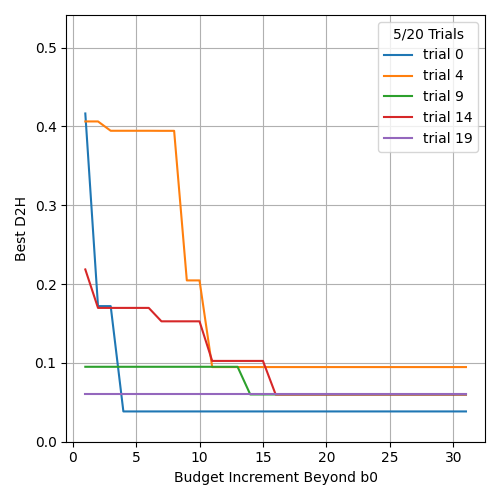 5/20 Trials
trial 0
trial 4
trial 9
trial 14
trial 19
0.5
0.4
0.3
0.2
0.1
0.0
Best D2H
0 5 10 15 20 25 30
Budget Increment Beyond b0